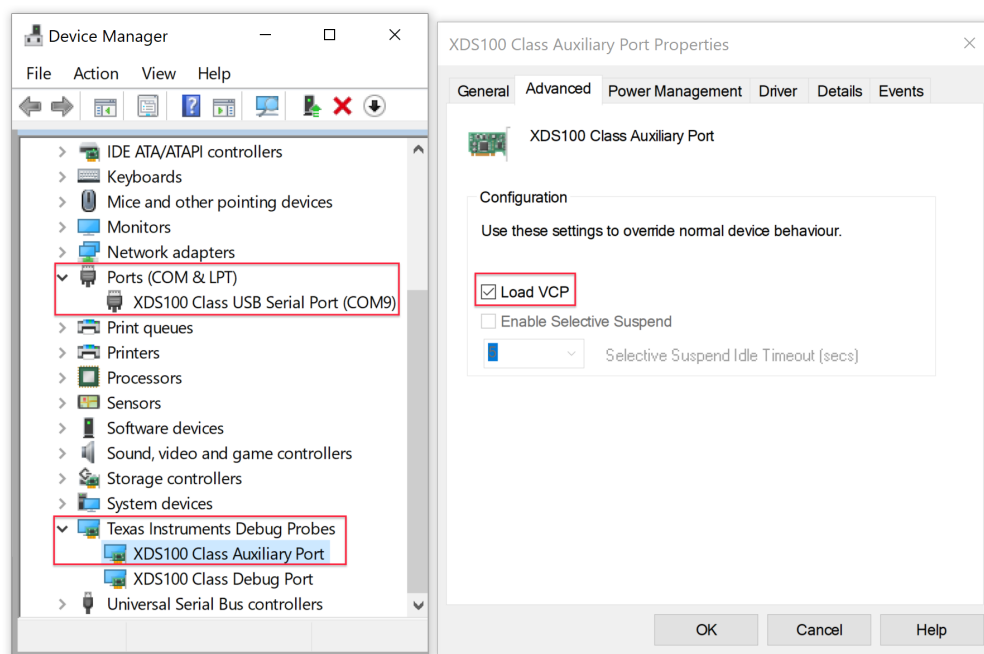 Device Manager
File Action View Help
IDE ATA/ATAPI controllers
Keyboards
Mice and other pointing devices
Monitors
Network adapters
Ports (COM & LPT)
XDS100 Class USB Serial Port (COM9)
Print queues
Printers
Processors
Sensors
Software devices
Sound, video and game controllers
Storage controllers
System devices
Texas Instruments Debug Probes
XDS100 Class Auxiliary Port
XDS100 Class Debug Port
Universal Serial Bus controllers
XDS100 Class Auxiliary Port Properties
General Advanced Power Management Driver Details Events
XDS100 Class Auxiliary Port
Configuration
Use these settings to override normal device behaviour.
Load VCP
Enable Selective Suspend
Selective Suspend Idle Timeout (secs)
OK Cancel Help